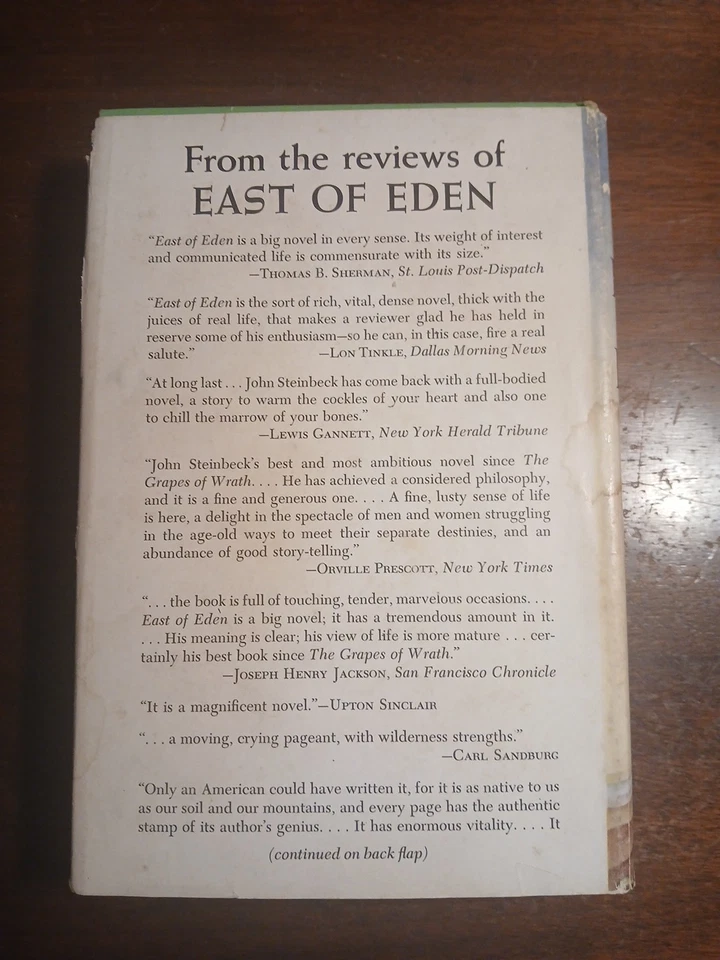 From the reviews of
EAST OF EDEN
“East of Eden is a big novel in every sense. Its weight of interest
and communicated life is commensurate with its size.”
—THOMAS B. SHERMAN, St. Louis Post-Dispatch
“East of Eden is the sort of rich, vital, dense novel, thick with the
juices of real life, that makes a reviewer glad he has held in
reserve some of his enthusiasm—so he can, in this case, fire a real
salute.” —LON TINKLE, Dallas Morning News
“At long last . . . John Steinbeck has come back with a full-bodied
novel, a story to warm the cockles of your heart and also one
to chill the marrow of your bones.”
—LEWIS GANNETT, New York Herald Tribune
“John Steinbeck’s best and most ambitious novel since The
Grapes of Wrath. . . . He has achieved a considered philosophy,
and it is a fine and generous one. . . . A fine, lusty sense of life
is here, a delight in the spectacle of men and women struggling
in the age-old ways to meet their separate destinies, and an
abundance of good story-telling.”
—ORVILLE PRESCOTT, New York Times
“. . . the book is full of touching, tender, marvelous occasions. . . .
East of Eden is a big novel; it has a tremendous amount in it.
. . . His meaning is clear; his view of life is more mature . . . cer-
tainly his best book since The Grapes of Wrath.”
—JOSEPH HENRY JACKSON, San Francisco Chronicle
“It is a magnificent novel.”—UPTON SINCLAIR
“. . . a moving, crying pageant, with wilderness strengths.”
—CARL SANDBURG
“Only an American could have written it, for it is as native to us
as our soil and our mountains, and every page has the authentic
stamp of its author’s genius. . . . It has enormous vitality. . . . It
(continued on back flap)